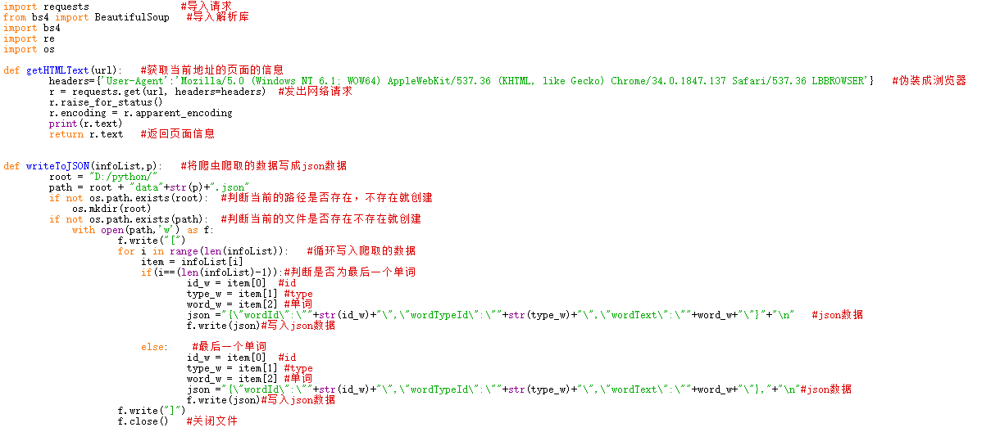 import requests               #导入请求
from bs4 import BeautifulSoup   #导入解析库
import bs4
import re
import os

def getHTMLText(url):   #获取当前地址的页面的信息
        headers={'User-Agent':'Mozilla/5.0 (Windows NT 6.1; WOW64) AppleWebKit/537.36 (KHTML, like Gecko) Chrome/34.0.1847.137 Safari/537.36 LBBROWSER'}   #伪装成浏览器
        r = requests.get(url, headers=headers)  #发出网络请求
        r.raise_for_status()
        r.encoding = r.apparent_encoding
        print(r.text)
        return r.text   #返回页面信息

def writeToJSON(infoList,p):   #将爬虫爬取的数据写成json数据
        root = "D:/python/"
        path = root + "data"+str(p)+".json"
        if not os.path.exists(root):  #判断当前的路径是否存在，不存在就创建
            os.mkdir(root)
        if not os.path.exists(path):  #判断当前的文件是否存在不存在就创建
            with open(path,'w') as f:
                    f.write("[")
                    for i in range(len(infoList)):   #循环写入爬取的数据
                        item = infoList[i]
                        if(i==(len(infoList)-1)):#判断是否为最后一个单词
                                id_w = item[0]  #id
                                type_w = item[1] #type
                                word_w = item[2] #单词
                                json ="{\"wordId\":\""+str(id_w)+"\",\"wordTypeId\":\""+str(type_w)+"\",\"wordText\":\""+word_w+"\"}"+"\n"   #json数据
                                f.write(json)#写入json数据

                        else:    #最后一个单词
                                id_w = item[0]  #id
                                type_w = item[1] #type
                                word_w = item[2] #单词
                                json ="{\"wordId\":\""+str(id_w)+"\",\"wordTypeId\":\""+str(type_w)+"\",\"wordText\":\""+word_w+"\"},"+"\n"#json数据
                                f.write(json)#写入json数据
                    f.write("]")
                    f.close()   #关闭文件